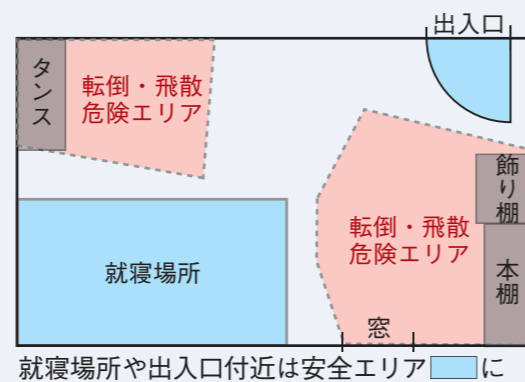 出入口
タンス
転倒・飛散
危険エリア
飾り棚
転倒・飛散
危険エリア
本棚
就寝場所
窓
就寝場所や出入口付近は安全エリア に